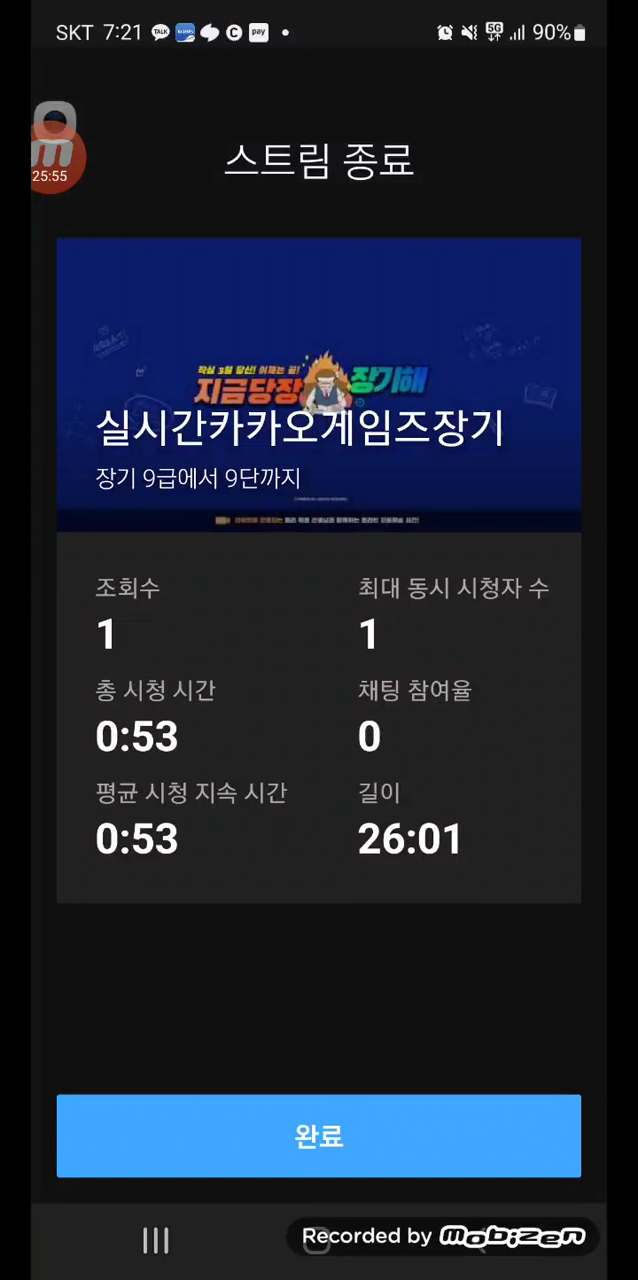 SKT 7:21
TALK
pay
5G
90%
25:55
스트림 종료
작심 3일 당신! 이제는 끝!
지금당장 장기해
실시간카카오게임즈장기
장기 9급에서 9단까지
조회수
최대 동시 시청자 수
1
1
총 시청 시간
채팅 참여율
0:53
0
평균 시청 지속 시간
길이
0:53
26:01
완료
Recorded by Mobizen